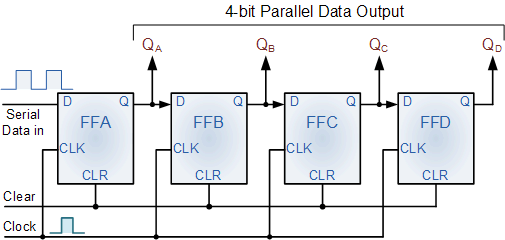 4-bit Parallel Data Output
QA QB QC QD
Serial
Data in
D Q D Q D Q D Q
FFA FFB FFC FFD
CLK CLK CLK CLK
CLR CLR CLR CLR
Clear
Clock